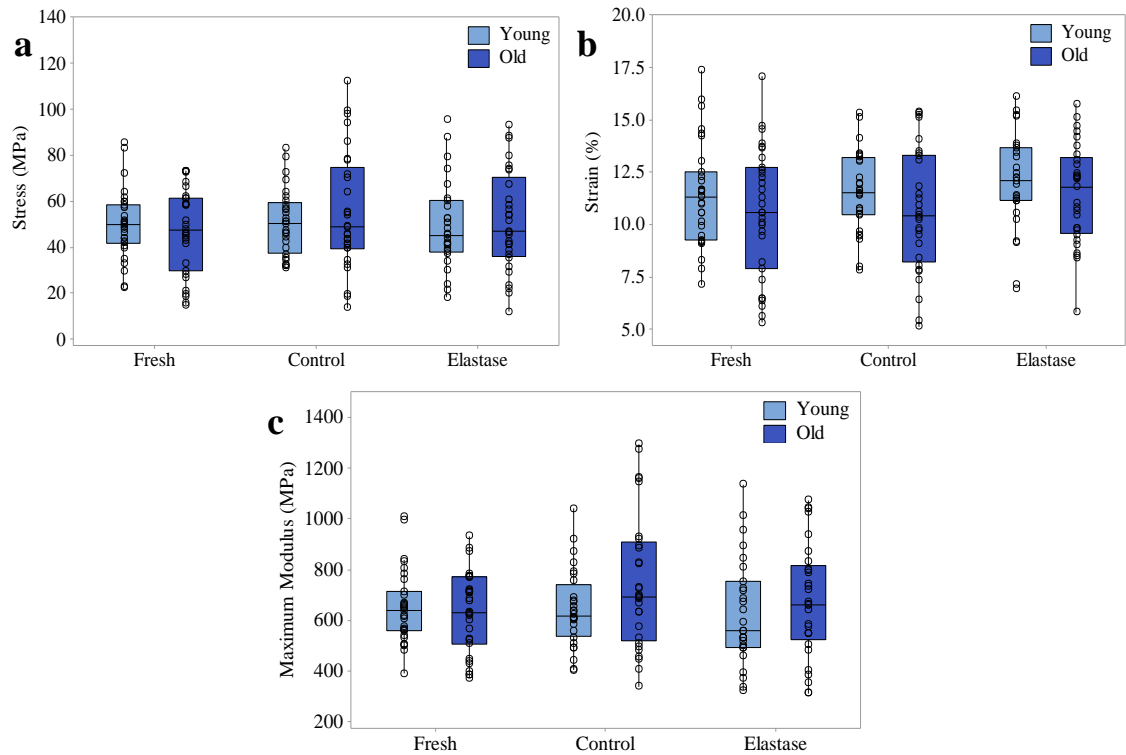 a
Stress (MPa)
140
120
100
80
60
40
20
0
Young
Old
Fresh Control Elastase
b
Strain (%)
20.0
17.5
15.0
12.5
10.0
7.5
5.0
Young
Old
Fresh Control Elastase
c
Maximum Modulus (MPa)
1400
1200
1000
800
600
400
200
Young
Old
Fresh Control Elastase